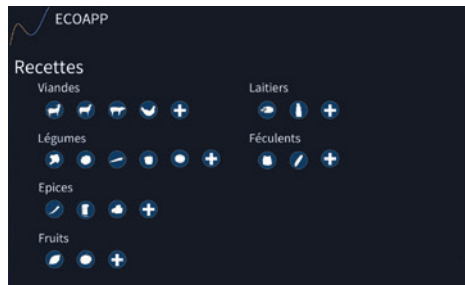 ECOAPP
Recettes
Viandes
Laitiers
Légumes
Féculents
Epices
Fruits